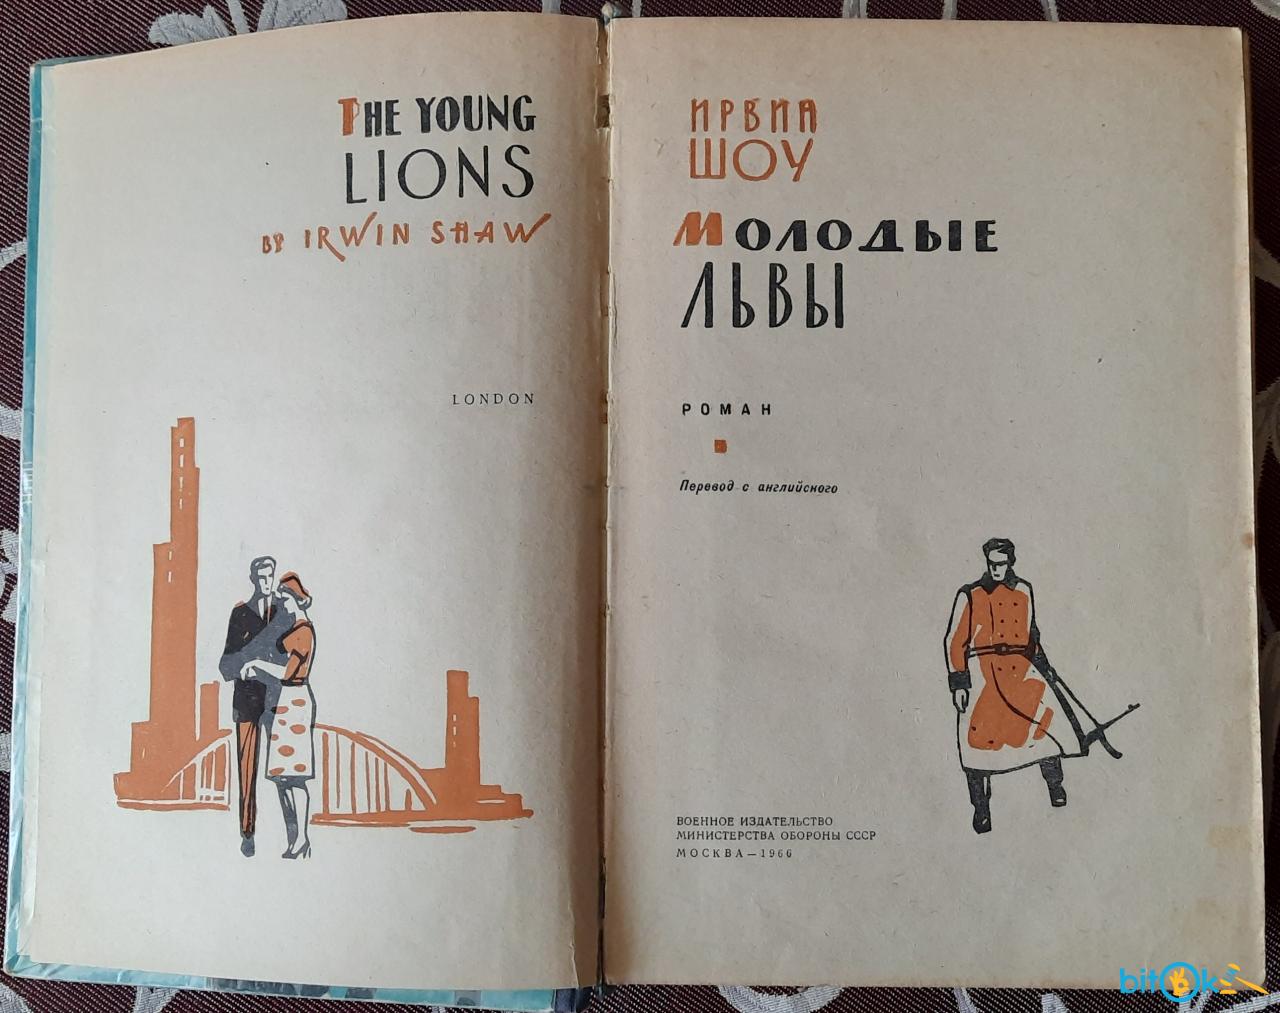 THE YOUNG
LIONS
BY IRWIN SHAW
LONDON
ИРВИН
ШОУ
МОЛОДЫЕ
ЛЬВЫ
РОМАН
Перевод с английского
ВОЕННОЕ ИЗДАТЕЛЬСТВО
МИНИСТЕРСТВА ОБОРОНЫ СССР
МОСКВА — 1966
bitok